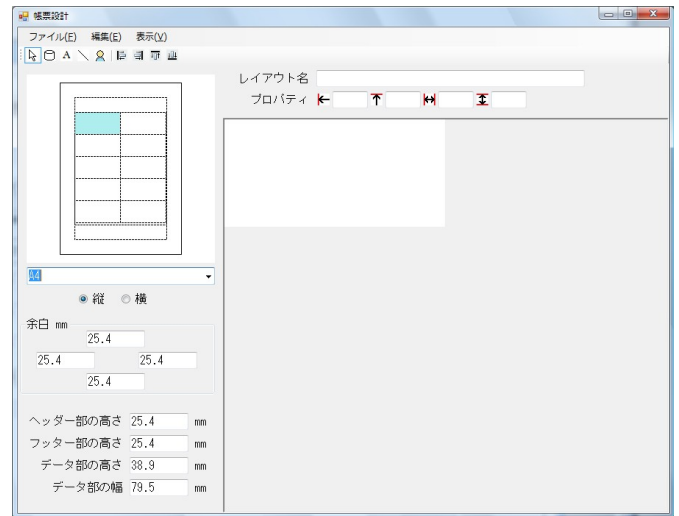 帳票設計
ファイル(F) 編集(E) 表示(V)
A
レイアウト名
プロパティ
A4
縦 横
余白 mm
25.4
25.4 25.4
25.4
ヘッダー部の高さ 25.4 mm
フッター部の高さ 25.4 mm
データ部の高さ 38.9 mm
データ部の幅 79.5 mm